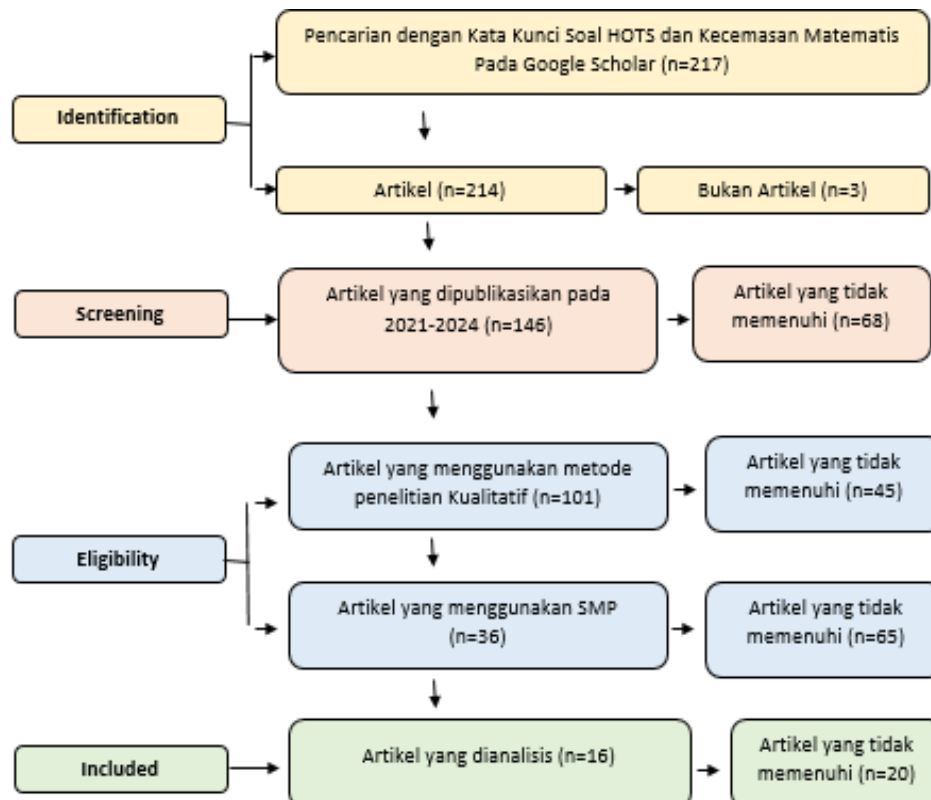 Pencarian dengan Kata Kunci Soal HOTS dan Kecemasan Matematis
Pada Google Scholar (n=217)
Identification
Artikel (n=214)
Bukan Artikel (n=3)
Screening
Artikel yang dipublikasikan pada
2021-2024 (n=146)
Artikel yang tidak
memenuhi (n=68)
Eligibility
Artikel yang menggunakan metode
penelitian Kualitatif (n=101)
Artikel yang tidak
memenuhi (n=45)
Artikel yang menggunakan SMP
(n=36)
Artikel yang tidak
memenuhi (n=65)
Included
Artikel yang dianalisis (n=16)
Artikel yang tidak
memenuhi (n=20)